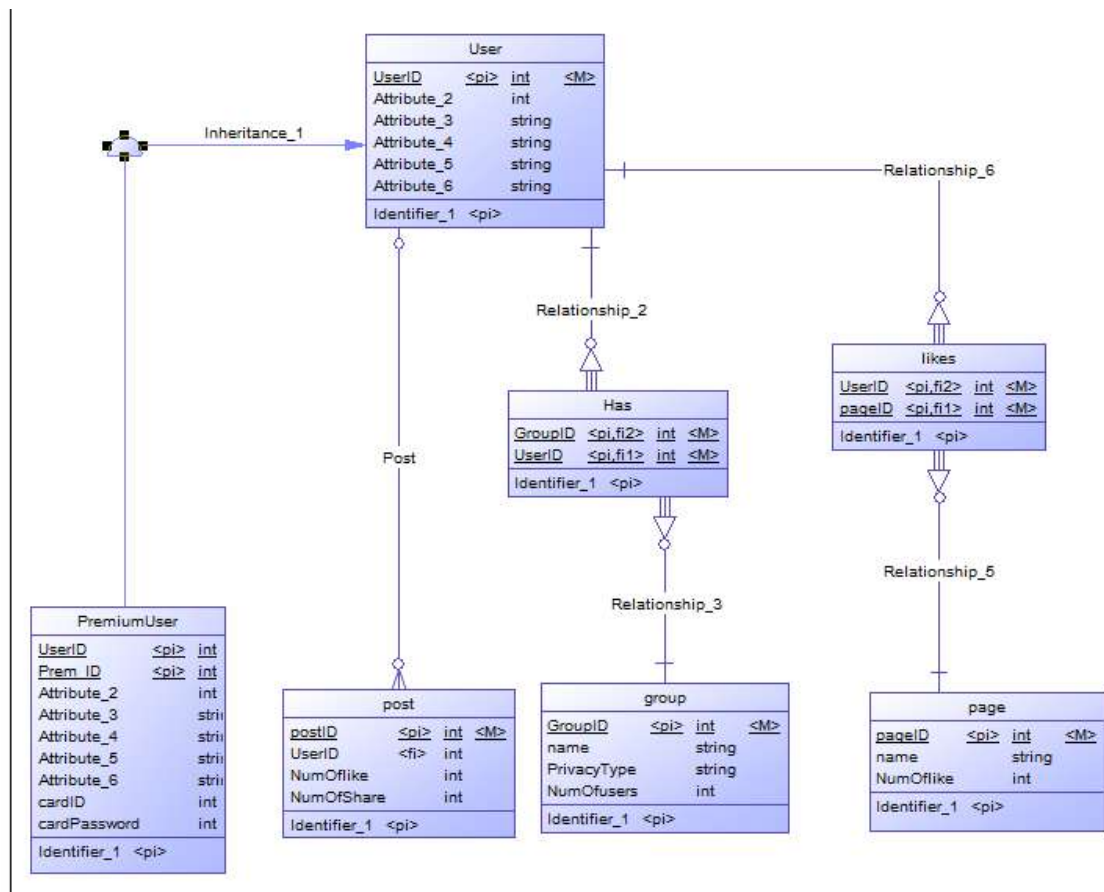 User
UserID <pi> int <M>
Attribute_2 int
Attribute_3 string
Attribute_4 string
Attribute_5 string
Attribute_6 string
Identifier_1 <pi>
Inheritance_1
Relationship_6
Relationship_2
likes
UserID <pi,fi2> int <M>
pageID <pi,fi1> int <M>
Identifier_1 <pi>
Has
GroupID <pi,fi2> int <M>
UserID <pi,fi1> int <M>
Identifier_1 <pi>
Post
Relationship_5
Relationship_3
PremiumUser
UserID <pi> int
Prem_ID <pi> int
Attribute_2 int
Attribute_3 stri
Attribute_4 stri
Attribute_5 stri
Attribute_6 stri
cardID int
cardPassword int
Identifier_1 <pi>
post
postID <pi> int <M>
UserID <fi> int
NumOflike int
NumOfShare int
Identifier_1 <pi>
group
GroupID <pi> int <M>
name string
PrivacyType string
NumOfusers int
Identifier_1 <pi>
page
pageID <pi> int <M>
name string
NumOflike int
Identifier_1 <pi>